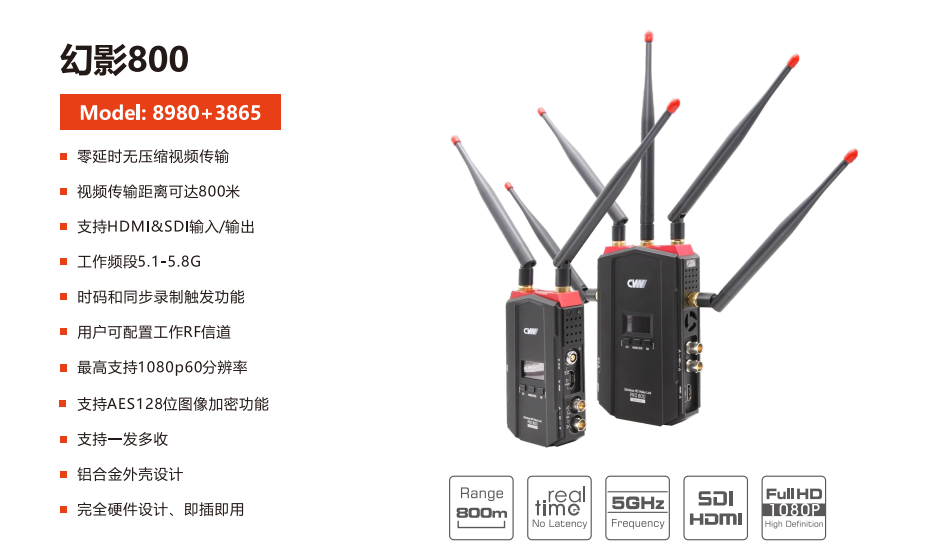 幻影800
Model: 8980+3865
零延时无压缩视频传输
视频传输距离可达800米
支持HDMI&SDI输入/输出
工作频段5.1-5.8G
时码和同步录制触发功能
用户可配置工作RF信道
最高支持1080p60分辨率
支持AES128位图像加密功能
支持一发多收
铝合金外壳设计
完全硬件设计、即插即用
CVW
CVW
PRO 800
PRO 800
Range
800m
real
time
No Latency
5GHz
Frequency
SDI
HDMI
Full HD
1080P
High Definition